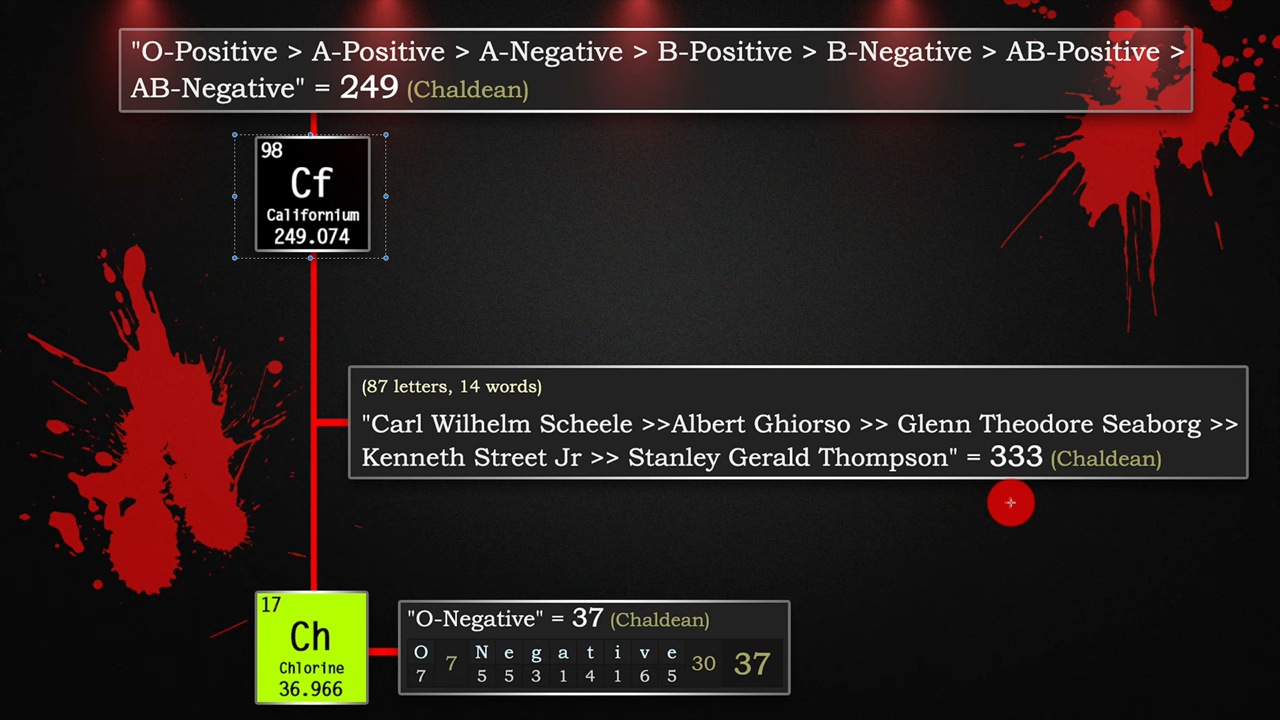 "O-Positive > A-Positive > A-Negative > B-Positive > B-Negative > AB-Positive >
AB-Negative" = 249 (Chaldean)
98
Cf
Californium
249.074
(87 letters, 14 words)
"Carl Wilhelm Scheele >>Albert Ghiorso >> Glenn Theodore Seaborg >>
Kenneth Street Jr >> Stanley Gerald Thompson" = 333 (Chaldean)
17
Ch
Chlorine
36.966
"O-Negative" = 37 (Chaldean)
O 7 N e g a t i v e 30 37
7 5 5 3 1 4 1 6 5